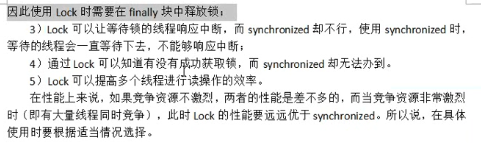 因此使用 Lock 时需要在 finally 块中释放锁；
3）Lock 可以让等待锁的线程响应中断，而 synchronized 却不行，使用 synchronized 时，
等待的线程会一直等待下去，不能够响应中断；
4）通过 Lock 可以知道有没有成功获取锁，而 synchronized 却无法办到。
5）Lock 可以提高多个线程进行读操作的效率。
在性能上来说，如果竞争资源不激烈，两者的性能是差不多的，而当竞争资源非常激烈
时（即有大量线程同时竞争），此时 Lock 的性能要远远优于 synchronized。所以说，在具体
使用时要根据适当情况选择。